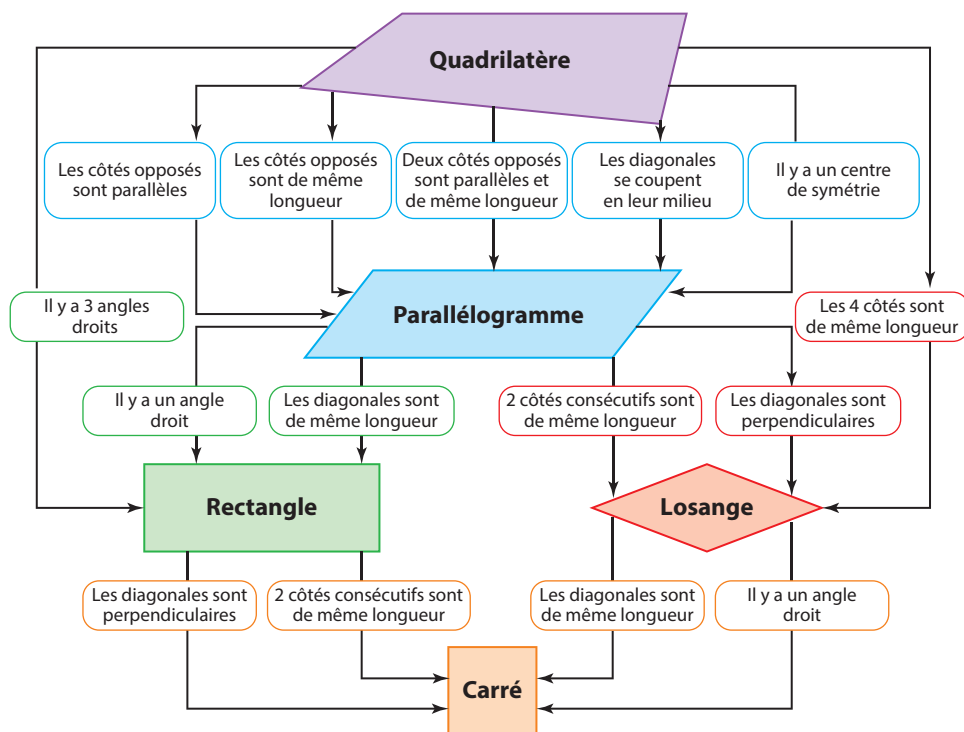 Quadrilatère
Les côtés opposés
sont parallèles
Les côtés opposés
sont de même
longueur
Deux côtés opposés
sont parallèles et
de même longueur
Les diagonales
se coupent
en leur milieu
Il y a un centre
de symétrie
Il y a 3 angles
droits
Parallélogramme
Les 4 côtés sont
de même longueur
Il y a un angle
droit
Les diagonales sont
de même longueur
2 côtés consécutifs sont
de même longueur
Les diagonales sont
perpendiculaires
Rectangle
Losange
Les diagonales sont
perpendiculaires
2 côtés consécutifs sont
de même longueur
Les diagonales sont
de même longueur
Il y a un angle
droit
Carré